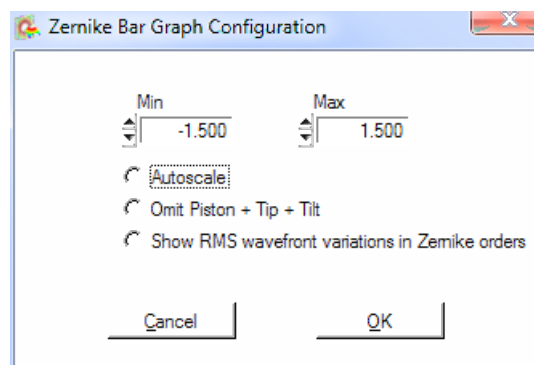 Zernike Bar Graph Configuration
X
Min Max
-1.500 1.500
Autoscale
Omit Piston + Tip + Tilt
Show RMS wavefront variations in Zernike orders
Cancel OK